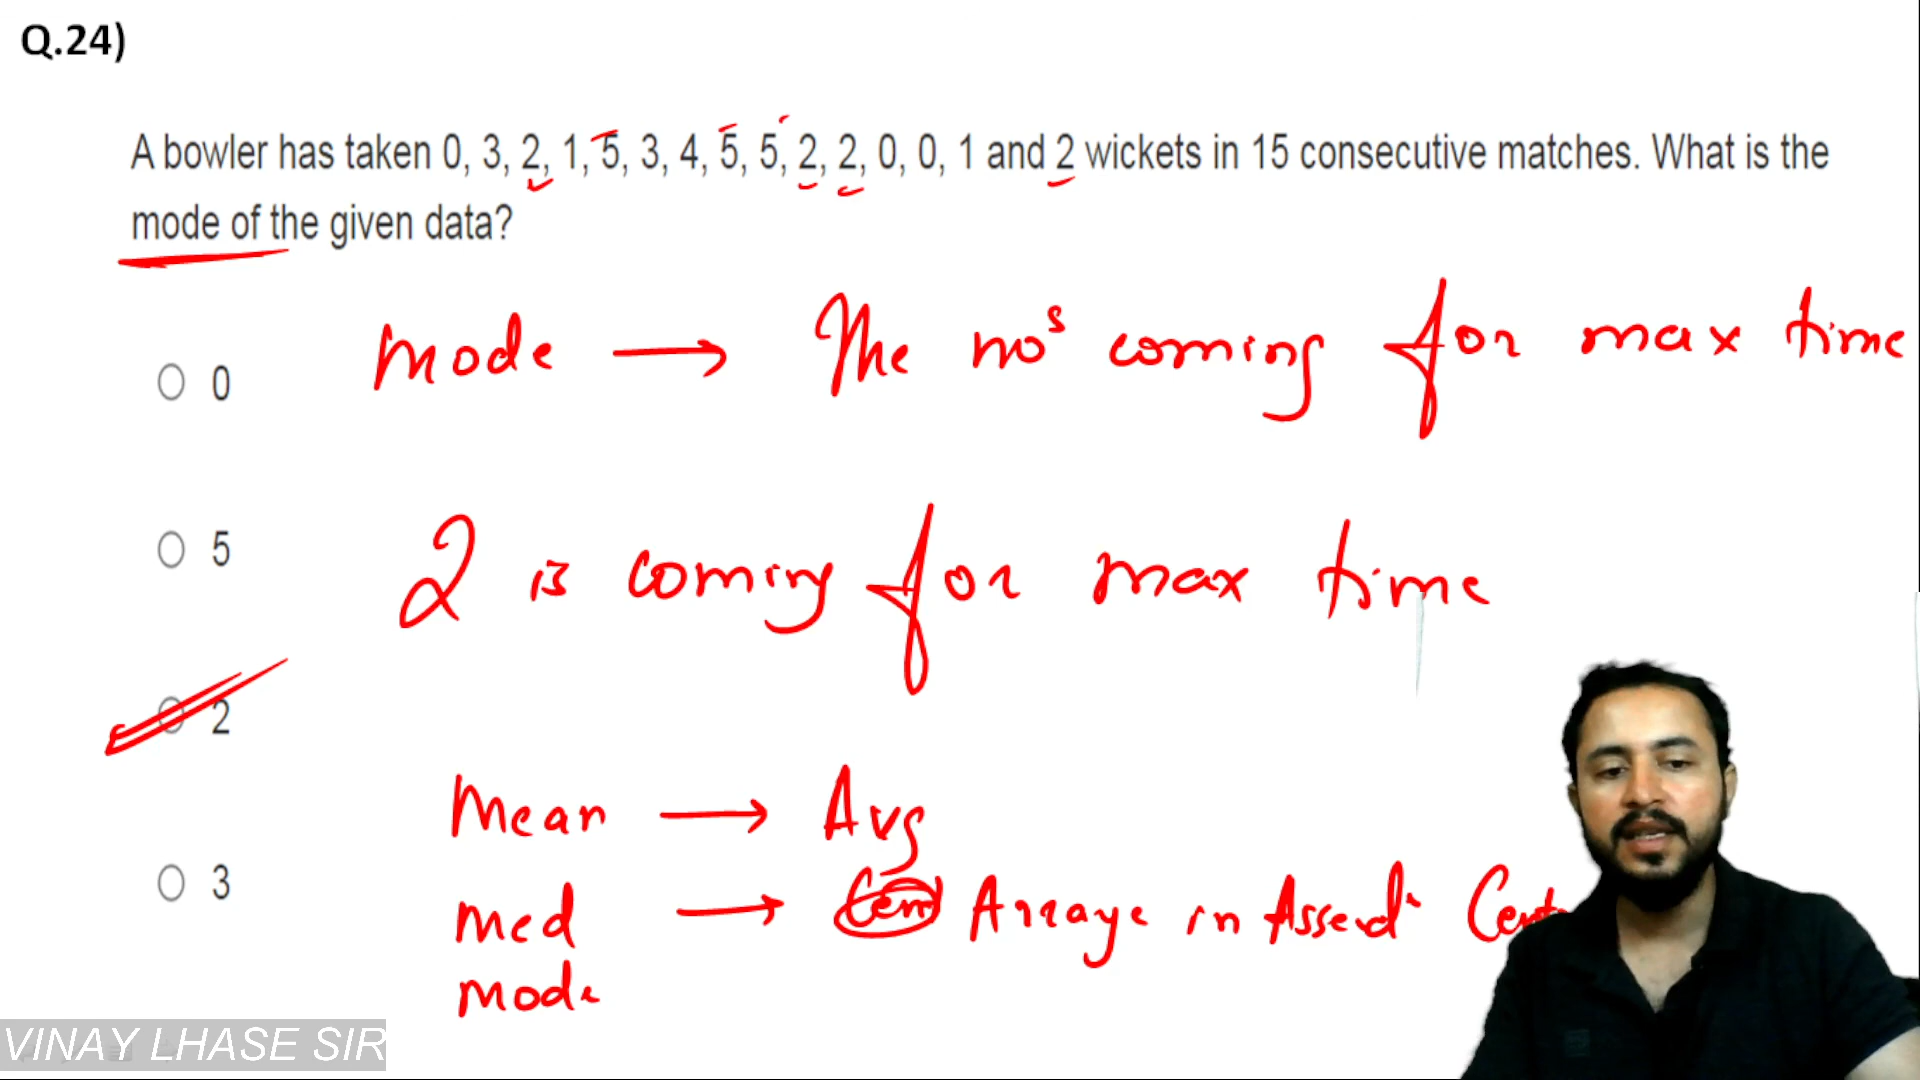 Q.24)
A bowler has taken 0, 3, 2, 1, 5, 3, 4, 5, 5, 2, 2, 0, 0, 1 and 2 wickets in 15 consecutive matches. What is the
mode of the given data?
Mode → The nos coming for max time
0
5
2 is coming for max time
2
Mean → Avg
3
Med → Arrange in
Mode
VINAY LHASE SIR